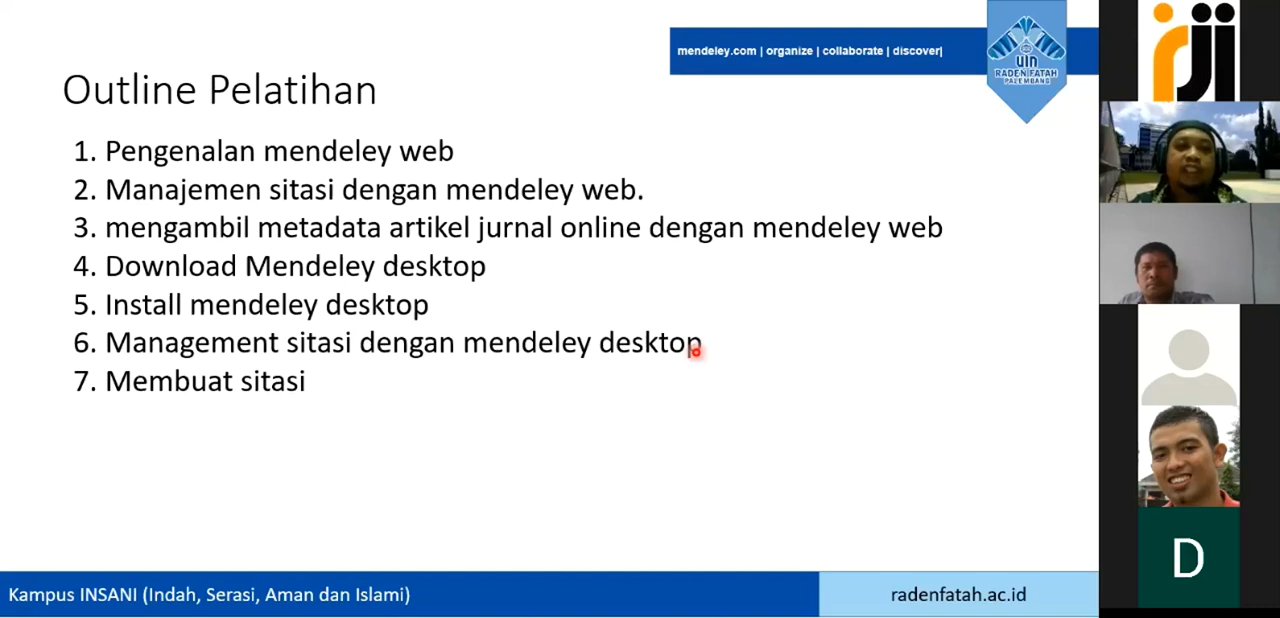 mendeley.com | organize | collaborate | discover|
uin
RADEN FATAH
PALEMBANG
rji
Outline Pelatihan
1. Pengenalan mendeley web
2. Manajemen sitasi dengan mendeley web.
3. mengambil metadata artikel jurnal online dengan mendeley web
4. Download Mendeley desktop
5. Install mendeley desktop
6. Management sitasi dengan mendeley desktop
7. Membuat sitasi
D
Kampus INSANI (Indah, Serasi, Aman dan Islami)
radenfatah.ac.id